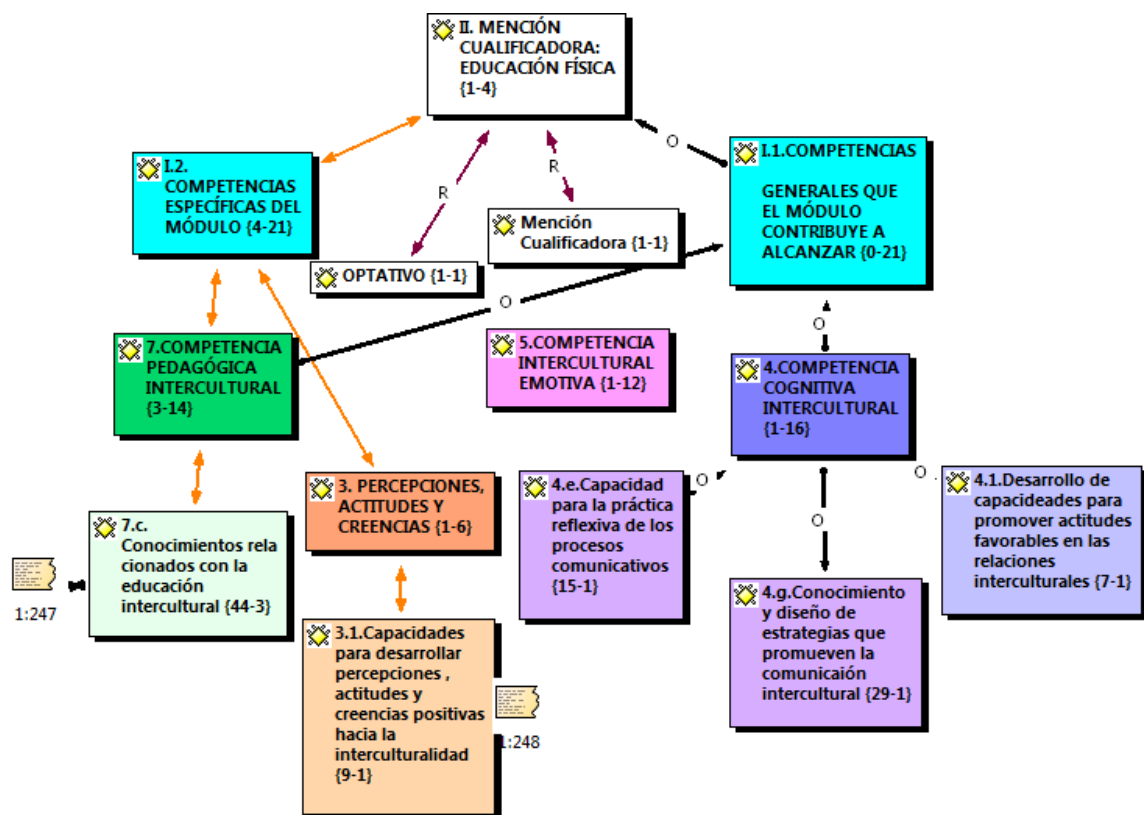 II. MENCIÓN
CUALIFICADORA:
EDUCACIÓN FÍSICA
{1-4}
O
I.2.
COMPETENCIAS
ESPECÍFICAS DEL
MÓDULO {4-21}
I.1.COMPETENCIAS
GENERALES QUE
EL MÓDULO
CONTRIBUYE A
ALCANZAR {0-21}
R
R
Mención
Cualificadora {1-1}
OPTATIVO {1-1}
O
O
7.COMPETENCIA
PEDAGÓGICA
INTERCULTURAL
{3-14}
5.COMPETENCIA
INTERCULTURAL
EMOTIVA {1-12}
4.COMPETENCIA
COGNITIVA
INTERCULTURAL
{1-16}
3. PERCEPCIONES,
ACTITUDES Y
CREENCIAS {1-6}
4.e.Capacidad
para la práctica
reflexiva de los
procesos
comunicativos
{15-1}
O
O
O
4.1.Desarrollo de
capacideades para
promover actitudes
favorables en las
relaciones
interculturales {7-1}
7.c.
Conocimientos rela
cionados con la
educación
intercultural {44-3}
1:247
4.g.Conocimiento
y diseño de
estrategias que
promueven la
comunicaión
intercultural {29-1}
3.1.Capacidades
para desarrollar
percepciones ,
actitudes y
creencias positivas
hacia la
interculturalidad
{9-1}
1:248